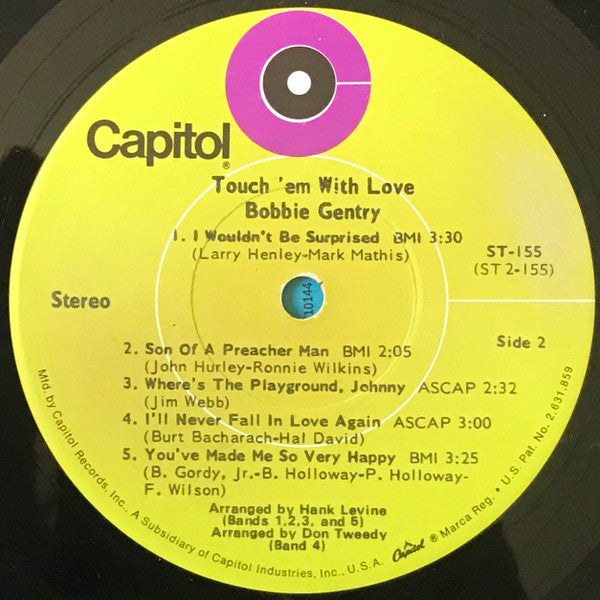 Capitol®
Touch 'em With Love
Bobbie Gentry
1. I Wouldn't Be Surprised BMI 3:30
(Larry Henley-Mark Mathis)
ST-155
(ST 2-155)
Stereo
10144
Side 2
2. Son Of A Preacher Man BMI 2:05
(John Hurley-Ronnie Wilkins)
3. Where's The Playground, Johnny ASCAP 2:32
(Jim Webb)
4. I'll Never Fall In Love Again ASCAP 3:00
(Burt Bacharach-Hal David)
5. You've Made Me So Very Happy BMI 3:25
(B. Gordy, Jr.-B. Holloway-P. Holloway-
F. Wilson)
Arranged by Hank Levine
(Bands 1,2,3, and 5)
Arranged by Don Tweedy
(Band 4)
Mfd. by Capitol Records, Inc., A Subsidiary of Capitol Industries, Inc., U.S.A. Capitol ® Marca Reg. • U.S. Pat. No. 2,631,859